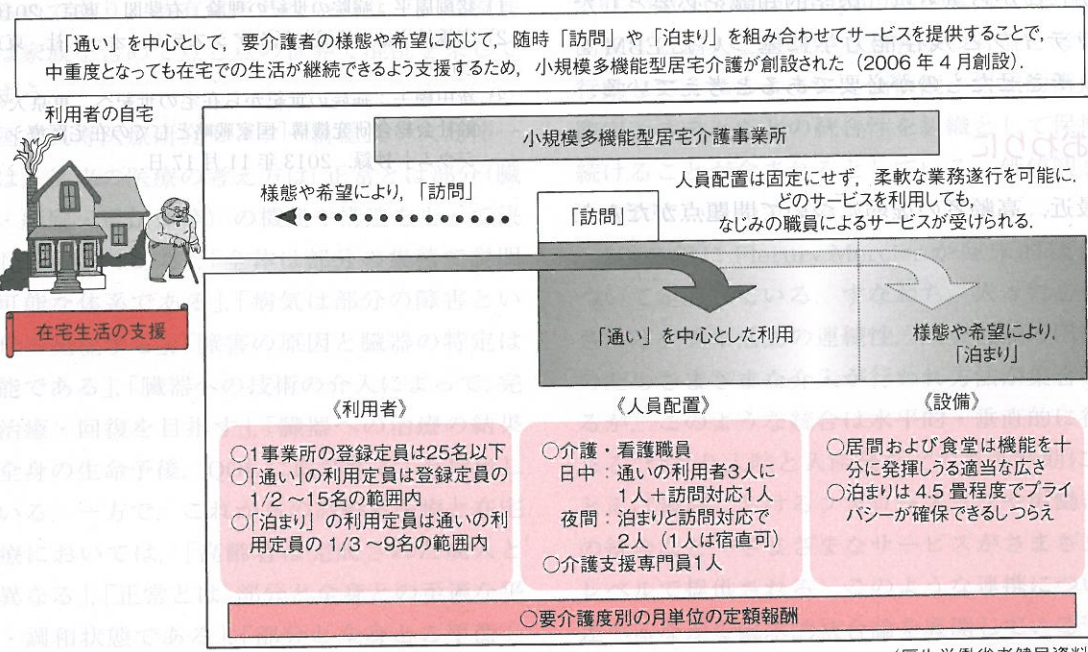 「通い」を中心として，要介護者の様態や希望に応じて，随時「訪問」や「泊まり」を組み合わせてサービスを提供することで，
中重度となっても在宅での生活が継続できるよう支援するため，小規模多機能型居宅介護が創設された（2006 年 4 月創設）．
利用者の自宅
小規模多機能型居宅介護事業所
様態や希望により，「訪問」
人員配置は固定にせず，柔軟な業務遂行を可能に．
どのサービスを利用しても，
なじみの職員によるサービスが受けられる．
「訪問」
在宅生活の支援
「通い」を中心とした利用
様態や希望により，
「泊まり」
《利用者》
○1事業所の登録定員は25名以下
○「通い」の利用定員は登録定員の
1/2 ～15名の範囲内
○「泊まり」の利用定員は通いの利
用定員の 1/3 ～9名の範囲内
《人員配置》
○介護・看護職員
日中：通いの利用者3人に
1人＋訪問対応1人
夜間：泊まりと訪問対応で
2人（1人は宿直可）
○介護支援専門員1人
《設備》
○居間および食堂は機能を十
分に発揮しうる適当な広さ
○泊まりは 4.5 畳程度でプライ
バシーが確保できるしつらえ
○要介護度別の月単位の定額報酬